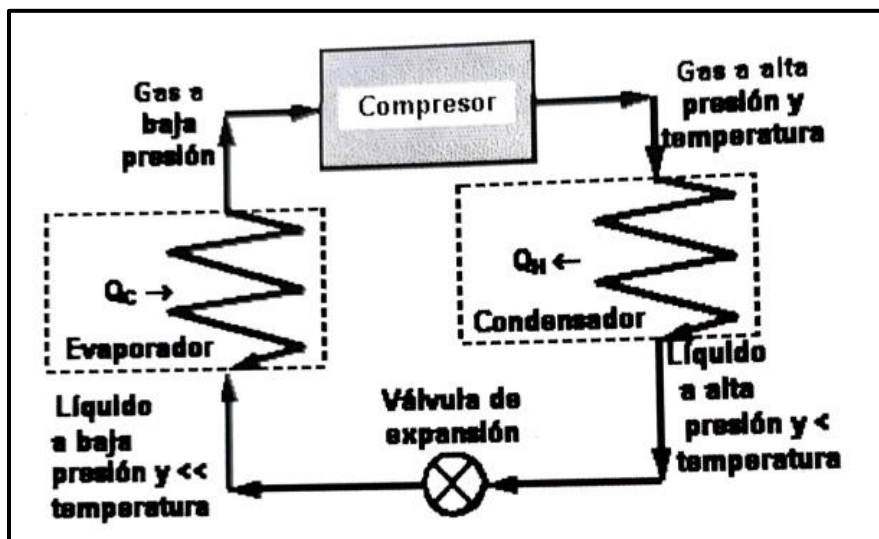 Gas a
baja
presión
Compresor
Gas a alta
presión y
temperatura
Q_C →
Evaporador
Q_H ←
Condensador
Líquido
a baja
presión y <<
temperatura
Válvula de
expansión
Líquido
a alta
presión y <
temperatura